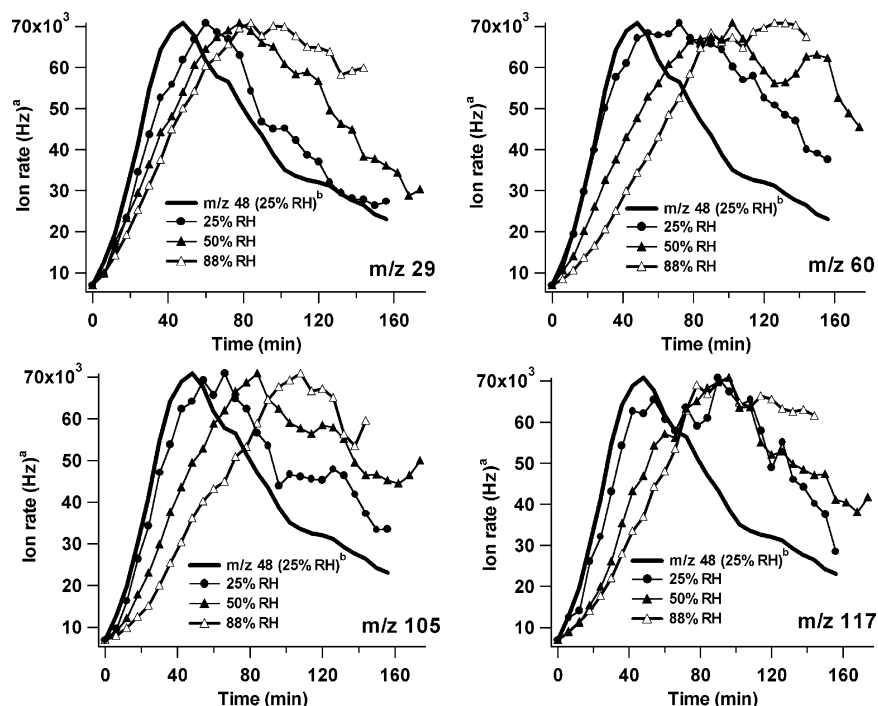 70x10³
60
50
40
30
20
10
Ion rate (Hz)ᵃ
m/z 48 (25% RH)ᵇ
25% RH
50% RH
88% RH
m/z 29
0 40 80 120 160
Time (min)
70x10³
60
50
40
30
20
10
Ion rate (Hz)ᵃ
m/z 48 (25% RH)ᵇ
25% RH
50% RH
88% RH
m/z 60
0 40 80 120 160
Time (min)
70x10³
60
50
40
30
20
10
Ion rate (Hz)ᵃ
m/z 48 (25% RH)ᵇ
25% RH
50% RH
88% RH
m/z 105
0 40 80 120 160
Time (min)
70x10³
60
50
40
30
20
10
Ion rate (Hz)ᵃ
m/z 48 (25% RH)ᵇ
25% RH
50% RH
88% RH
m/z 117
0 40 80 120 160
Time (min)